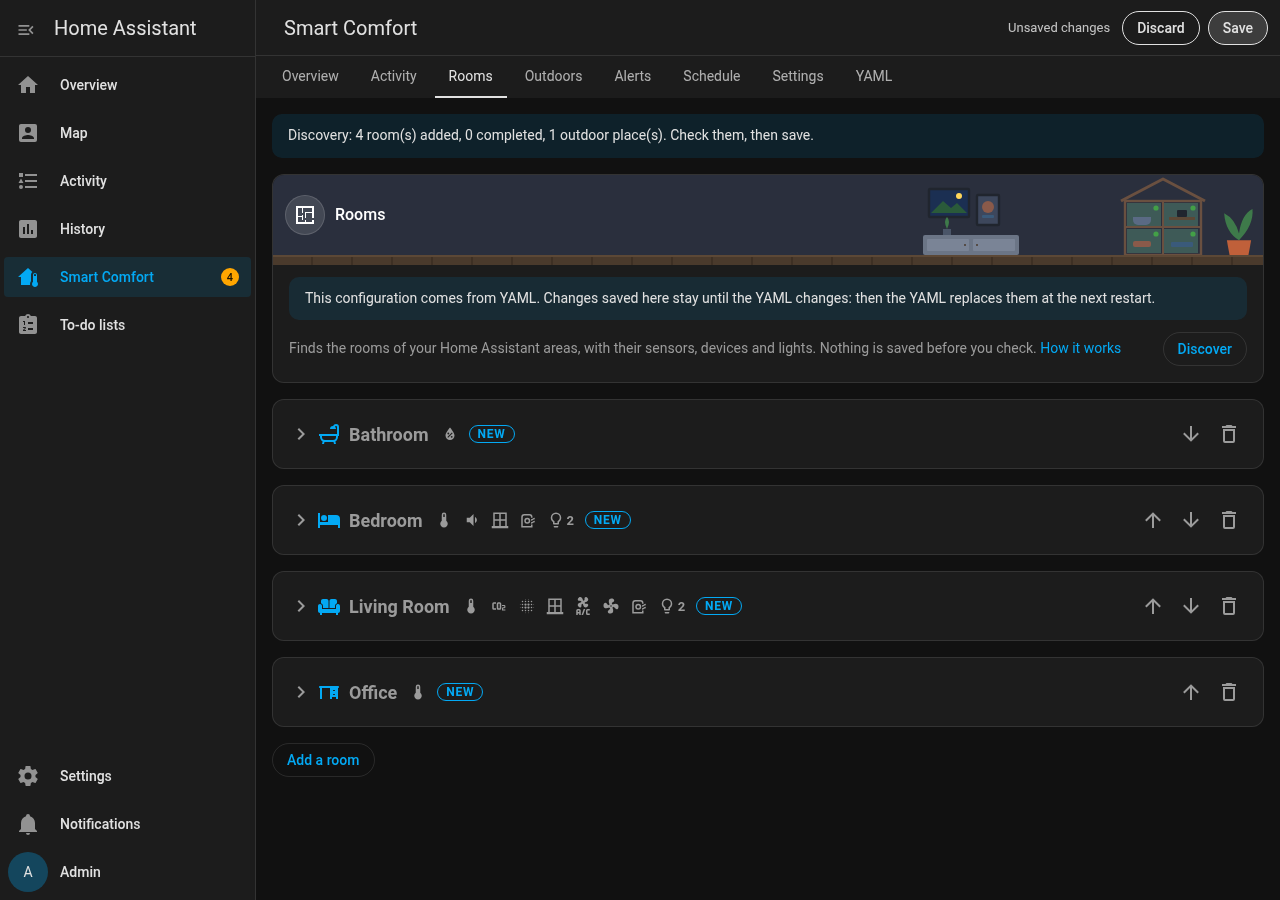 Home Assistant
Smart Comfort
Unsaved changes
Discard
Save
Overview
Map
Activity
History
Smart Comfort
4
To-do lists
Settings
Notifications
A
Admin
Overview
Activity
Rooms
Outdoors
Alerts
Schedule
Settings
YAML
Discovery: 4 room(s) added, 0 completed, 1 outdoor place(s). Check them, then save.
Rooms
This configuration comes from YAML. Changes saved here stay until the YAML changes: then the YAML replaces them at the next restart.
Finds the rooms of your Home Assistant areas, with their sensors, devices and lights. Nothing is saved before you check. How it works
Discover
Bathroom
NEW
Bedroom
2
NEW
Living Room
CO2
A/C
2
NEW
Office
NEW
Add a room